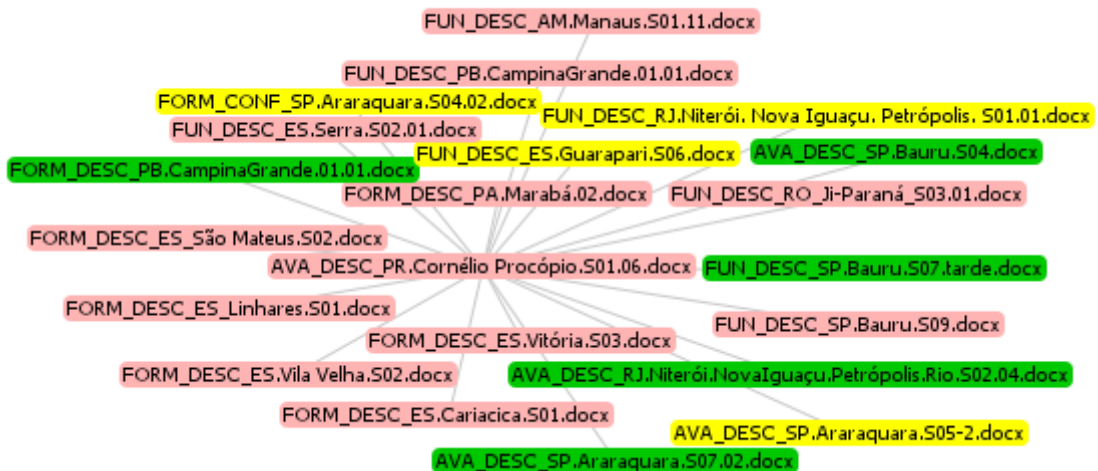 FUN_DESC_AM.Manaus.S01.11.docx
FUN_DESC_PB.CampinaGrande.01.01.docx
FORM_CONF_SP.Araraquara.S04.02.docx
FUN_DESC_RJ.Niterói. Nova Iguaçu. Petrópolis. S01.01.docx
FUN_DESC_ES.Serra.S02.01.docx
FUN_DESC_ES.Guarapari.S06.docx
AVA_DESC_SP.Bauru.S04.docx
FORM_DESC_PB.CampinaGrande.01.01.docx
FORM_DESC_PA.Marabá.02.docx
FUN_DESC_RO_Ji-Paraná_S03.01.docx
FORM_DESC_ES_São Mateus.S02.docx
AVA_DESC_PR.Cornélio Procópio.S01.06.docx
FUN_DESC_SP.Bauru.S07.tarde.docx
FORM_DESC_ES_Linhares.S01.docx
FUN_DESC_SP.Bauru.S09.docx
FORM_DESC_ES.Vitória.S03.docx
FORM_DESC_ES.Vila Velha.S02.docx
AVA_DESC_RJ.Niterói.NovaIguaçu.Petrópolis.Rio.S02.04.docx
FORM_DESC_ES.Cariacica.S01.docx
AVA_DESC_SP.Araraquara.S05-2.docx
AVA_DESC_SP.Araraquara.S07.02.docx